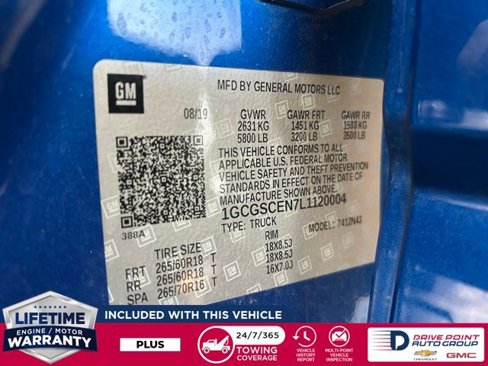 GM
MFD BY GENERAL MOTORS LLC
08/19 GVWR GAWR FRT GAWR RR
2631 KG 1451 KG 1588 KG
5800 LB 3200 LB 3500 LB
THIS VEHICLE CONFORMS TO ALL
APPLICABLE U.S. FEDERAL MOTOR
VEHICLE SAFETY, BUMPER, AND THEFT
PREVENTION STANDARDS IN EFFECT ON THE DATE OF
MANUFACTURE SHOWN ABOVE.
1GCGSCEN7L1120004
388A
TYPE: TRUCK MODEL: 7412N43
TIRE SIZE RIM
FRT 265/60R18 T 18X8.5J
RR 265/60R18 T 18X8.5J
SPA 265/70R16 T 16X7.0J
LIFETIME
ENGINE / MOTOR
WARRANTY
INCLUDED WITH THIS VEHICLE
PLUS
24/7/365
TOWING
COVERAGE
VEHICLE
HISTORY
REPORT
MULTI-POINT
VEHICLE
INSPECTION
DRIVE POINT
AUTO GROUP
CHEVROLET GMC